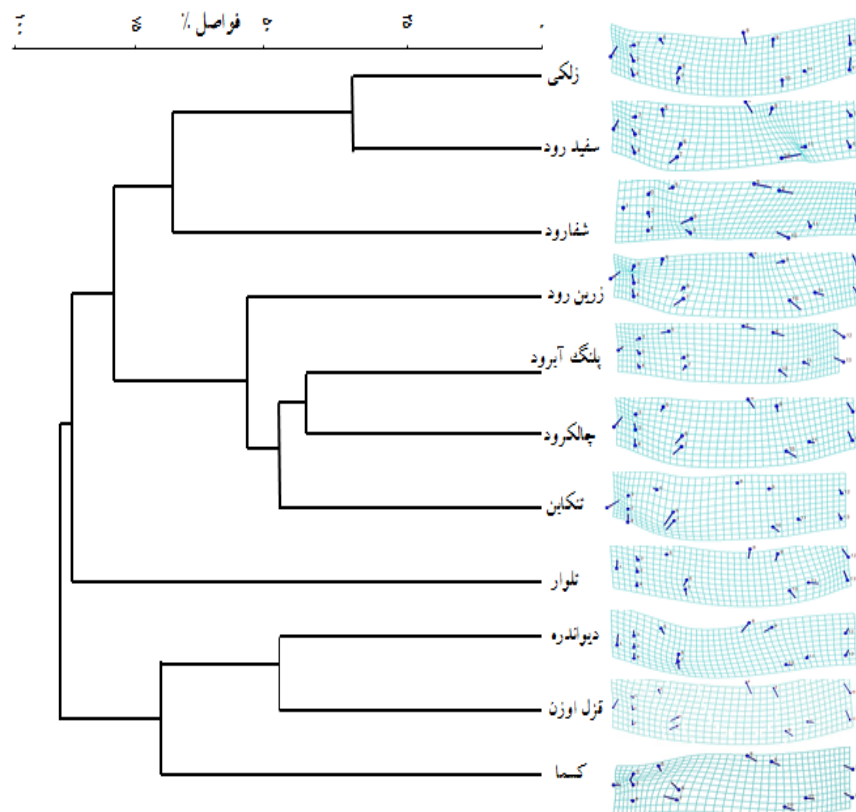 فواصل %
زلکی
سفید رود
شفارود
زرین رود
پلنگ آبرود
چالکرود
تنکابن
تلوار
دیواندره
قزل اوزن
کسما